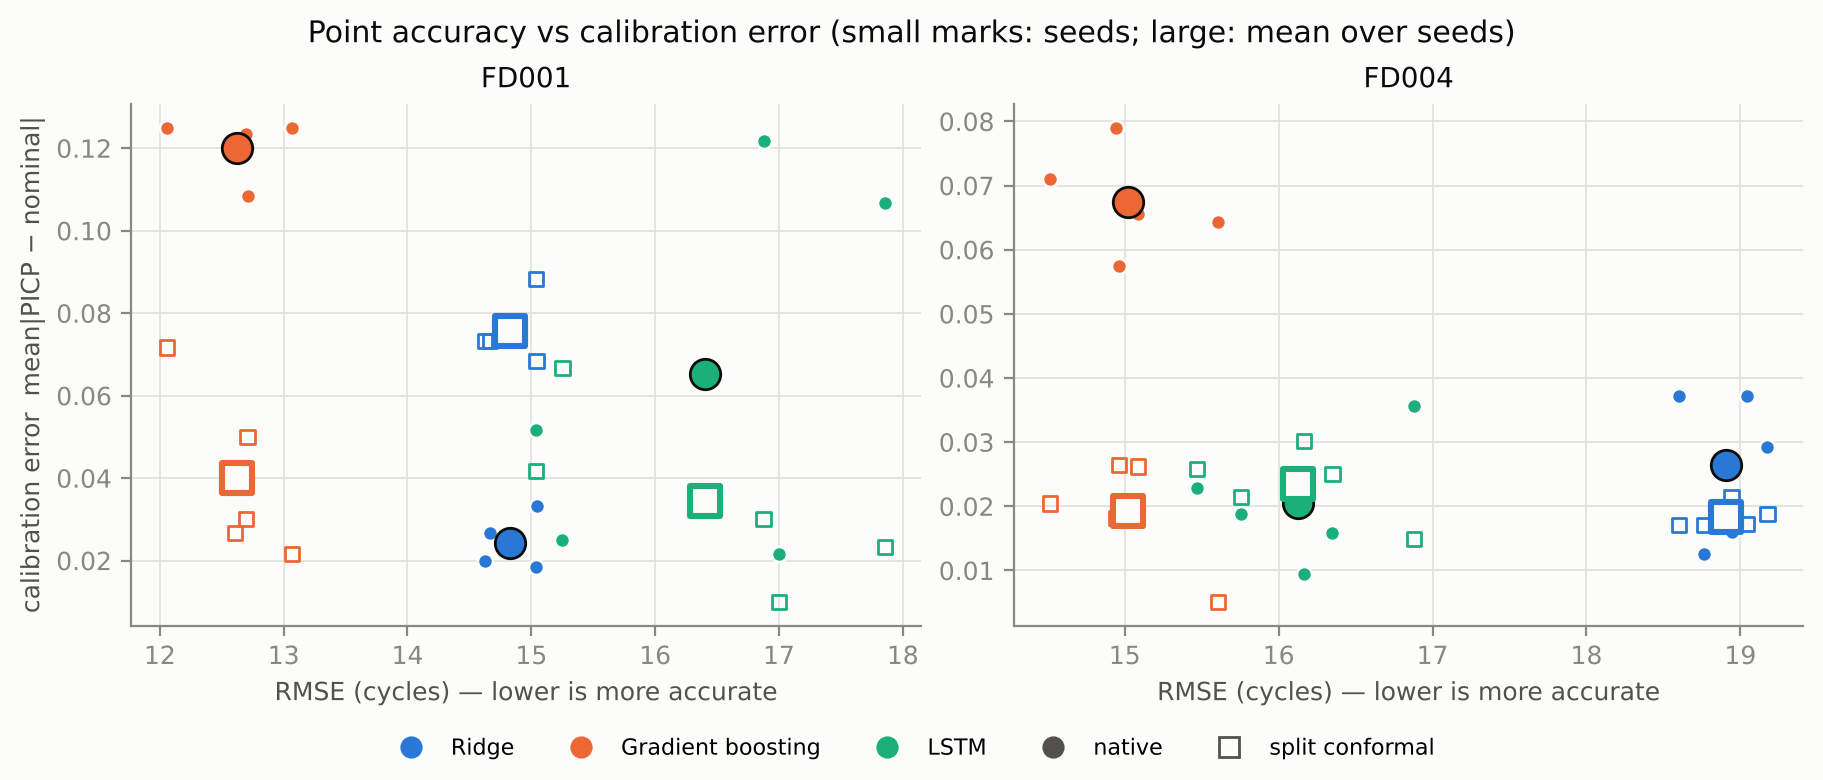 Point accuracy vs calibration error (small marks: seeds; large: mean over seeds)
FD001
calibration error  mean|PICP − nominal|
0.12
0.10
0.08
0.06
0.04
0.02
12 13 14 15 16 17 18
RMSE (cycles) — lower is more accurate
FD004
0.08
0.07
0.06
0.05
0.04
0.03
0.02
0.01
15 16 17 18 19
RMSE (cycles) — lower is more accurate
Ridge Gradient boosting LSTM native split conformal